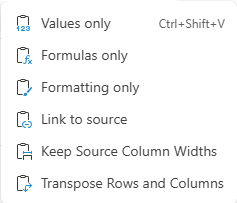 Values only Ctrl+Shift+V
Formulas only
Formatting only
Link to source
Keep Source Column Widths
Transpose Rows and Columns